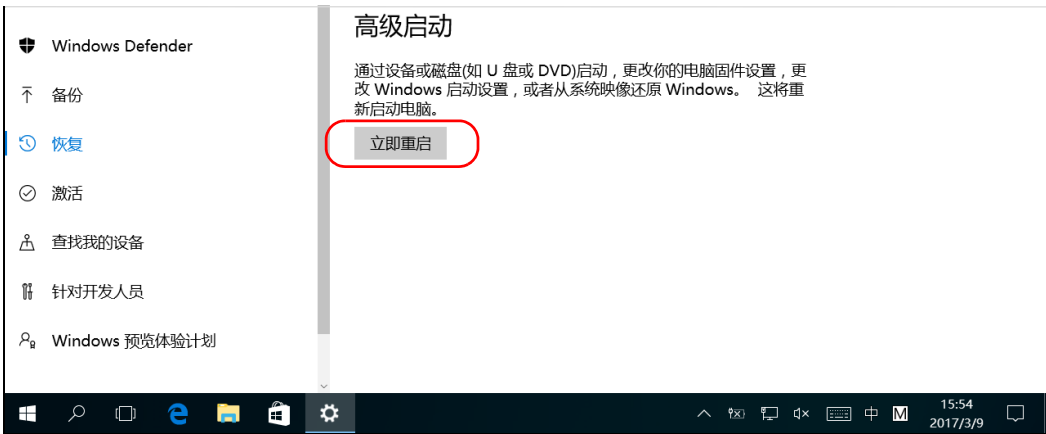 Windows Defender
备份
恢复
激活
查找我的设备
针对开发人员
Windows 预览体验计划
高级启动
通过设备或磁盘(如 U 盘或 DVD)启动，更改你的电脑固件设置，更
改 Windows 启动设置，或者从系统映像还原 Windows。 这将重
新启动电脑。
立即重启
中
M
15:54
2017/3/9